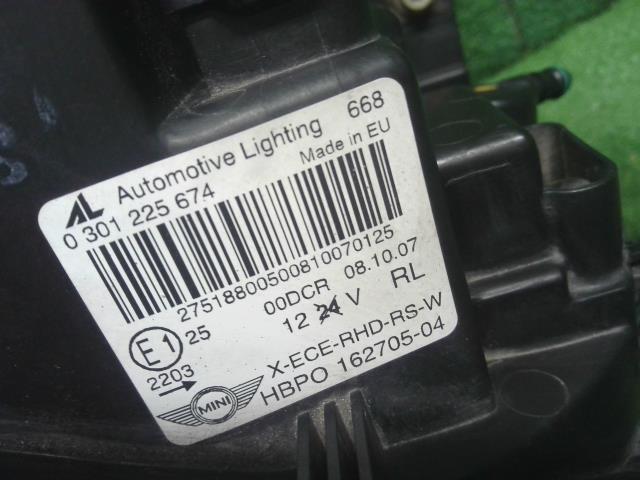 AL Automotive Lighting 668
0 301 225 674 Made in EU
27518800500810070125
E1 25 00DCR 08.10.07
2203 12 24 V RL
MINI X-ECE-RHD-RS-W
HBPO 162705-04